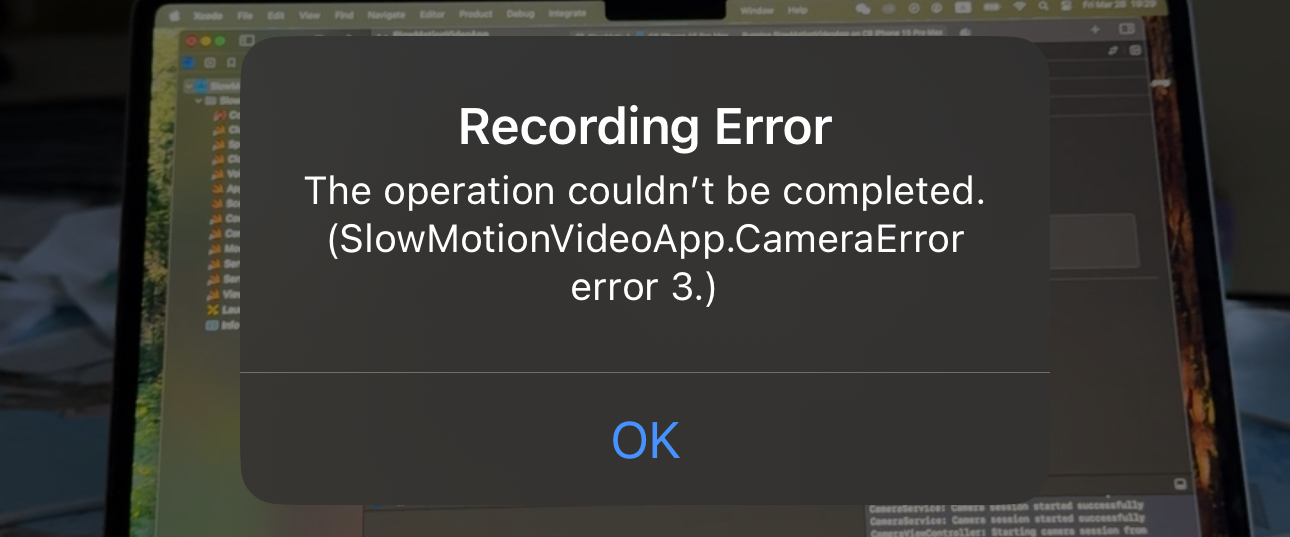 Xcode File Edit View Find Navigate Editor Product Debug Integrate Window Help Fri Mar 28 19:29
Recording Error
The operation couldn’t be completed.
(SlowMotionVideoApp.CameraError
error 3.)
OK
Info
CameraService: Camera session started successfully
CameraService: Camera session started successfully
CameraViewController: Starting camera session from